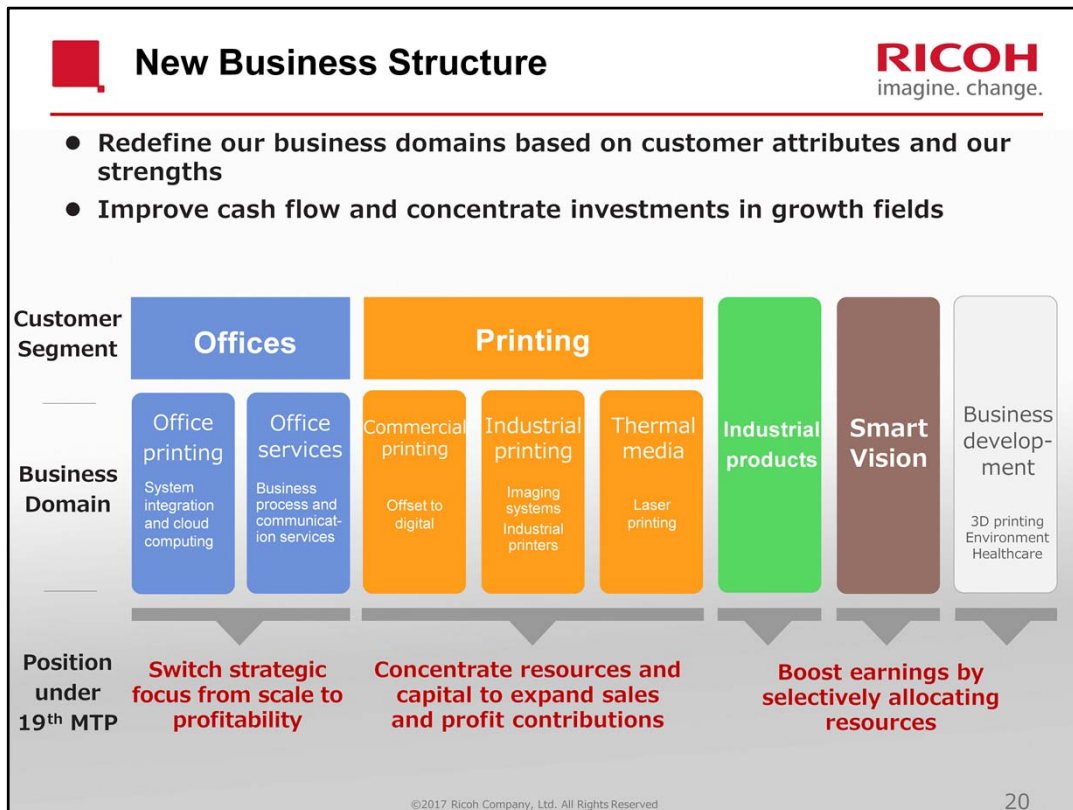 New Business Structure
RICOH
imagine. change.
● Redefine our business domains based on customer attributes and our
strengths
● Improve cash flow and concentrate investments in growth fields
Customer
Segment
Offices
Printing
Business
Domain
Office
printing
System
integration
and cloud
computing
Office
services
Business
process and
communicat-
ion services
Commercial
printing
Offset to
digital
Industrial
printing
Imaging
systems
Industrial
printers
Thermal
media
Laser
printing
Industrial
products
Smart
Vision
Business
develop-
ment
3D printing
Environment
Healthcare
Position
under
19th MTP
Switch strategic
focus from scale to
profitability
Concentrate resources and
capital to expand sales
and profit contributions
Boost earnings by
selectively allocating
resources
©2017 Ricoh Company, Ltd. All Rights Reserved
20